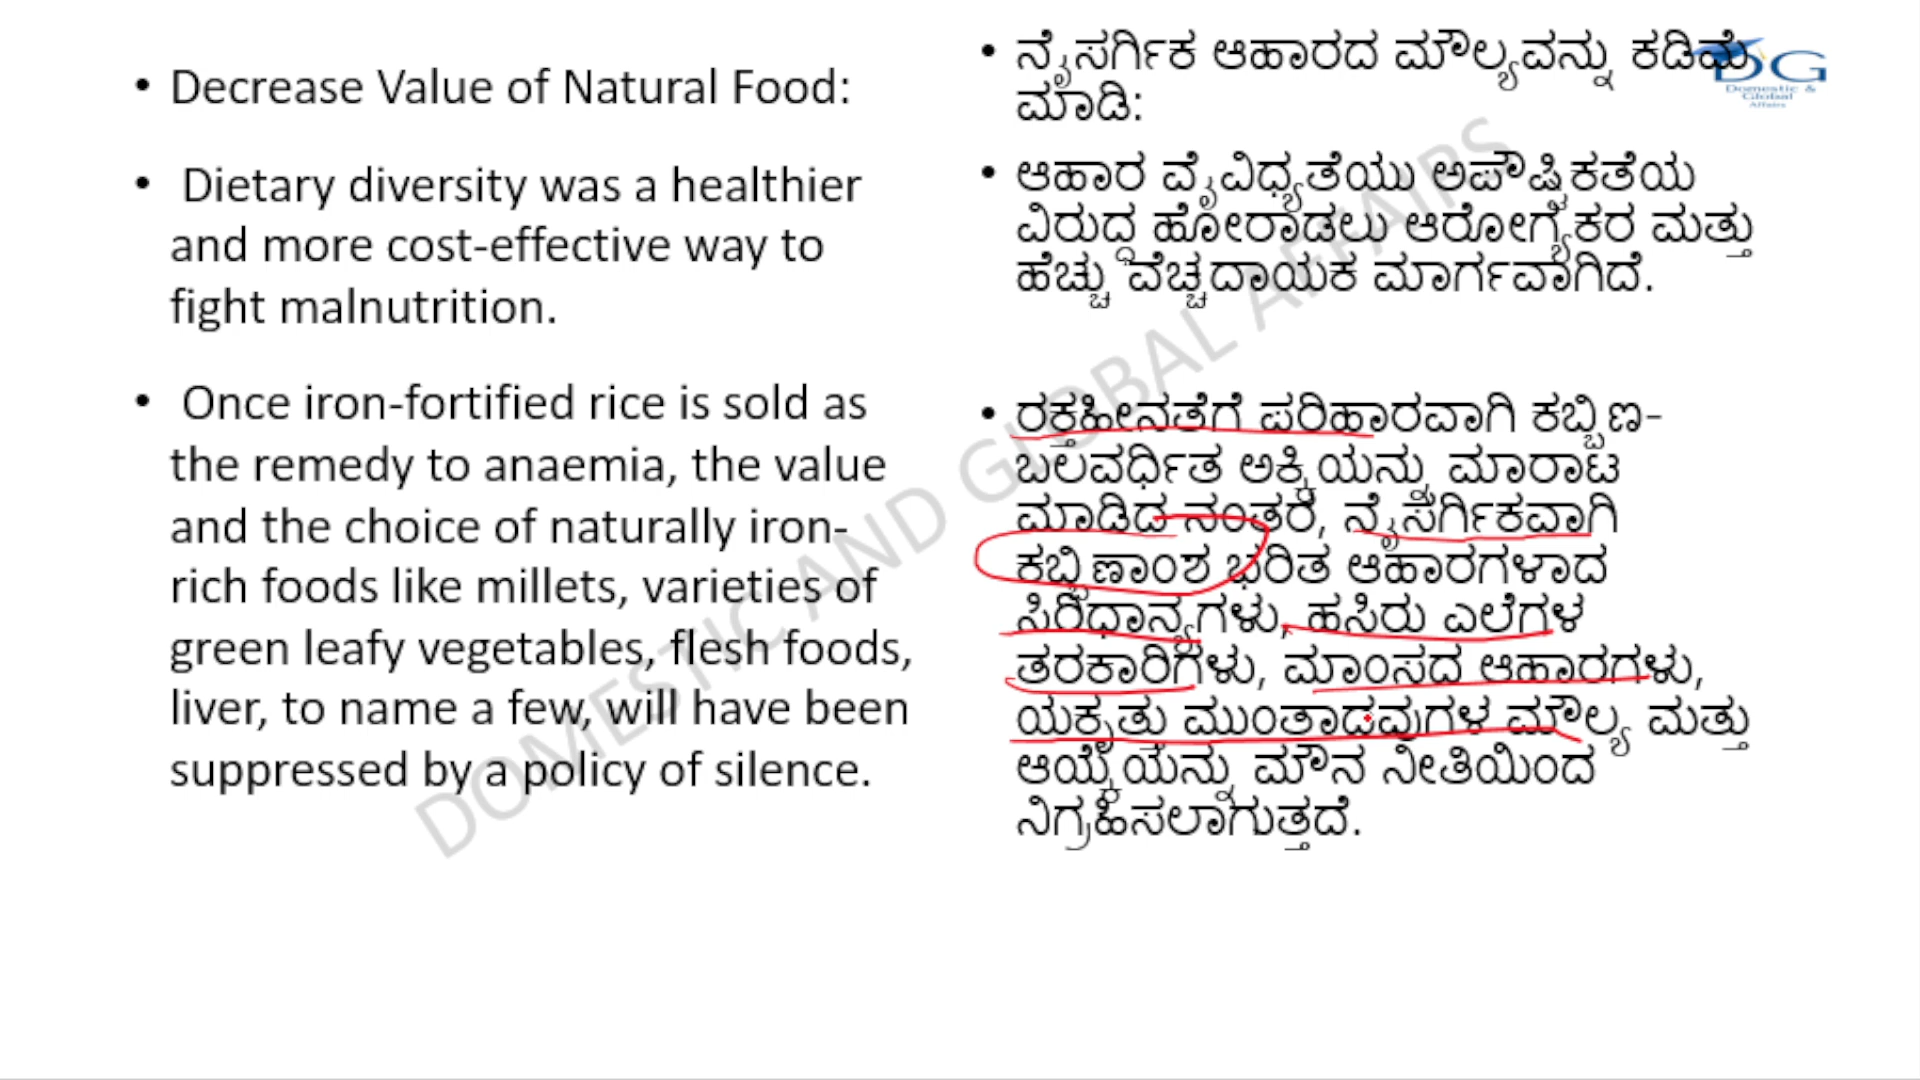 • Decrease Value of Natural Food:
• Dietary diversity was a healthier
and more cost-effective way to
fight malnutrition.
• Once iron-fortified rice is sold as
the remedy to anaemia, the value
and the choice of naturally iron-
rich foods like millets, varieties of
green leafy vegetables, flesh foods,
liver, to name a few, will have been
suppressed by a policy of silence.
• ನೈಸರ್ಗಿಕ ಆಹಾರದ ಮೌಲ್ಯವನ್ನು ಕಡಿಮೆ
ಮಾಡಿ:
• ಆಹಾರ ವೈವಿಧ್ಯತೆಯು ಅಪೌಷ್ಟಿಕತೆಯ
ವಿರುದ್ಧ ಹೋರಾಡಲು ಆರೋಗ್ಯಕರ ಮತ್ತು
ಹೆಚ್ಚು ವೆಚ್ಚದಾಯಕ ಮಾರ್ಗವಾಗಿದೆ.
• ರಕ್ತಹೀನತೆಗೆ ಪರಿಹಾರವಾಗಿ ಕಬ್ಬಿಣ-
ಬಲವರ್ಧಿತ ಅಕ್ಕಿಯನ್ನು ಮಾರಾಟ
ಮಾಡಿದ ನಂತರ, ನೈಸರ್ಗಿಕವಾಗಿ
ಕಬ್ಬಿಣಾಂಶ ಭರಿತ ಆಹಾರಗಳಾದ
ಸಿರಿಧಾನ್ಯಗಳು, ಹಸಿರು ಎಲೆಗಳ
ತರಕಾರಿಗಳು, ಮಾಂಸದ ಆಹಾರಗಳು,
ಯಕೃತ್ತು ಮುಂತಾದವುಗಳ ಮೌಲ್ಯ ಮತ್ತು
ಆಯ್ಕೆಯನ್ನು ಮೌನ ನೀತಿಯಿಂದ
ನಿಗ್ರಹಿಸಲಾಗುತ್ತದೆ.
DG
Domestic &
Global
Affairs
DOMESTIC AND GLOBAL AFFAIRS